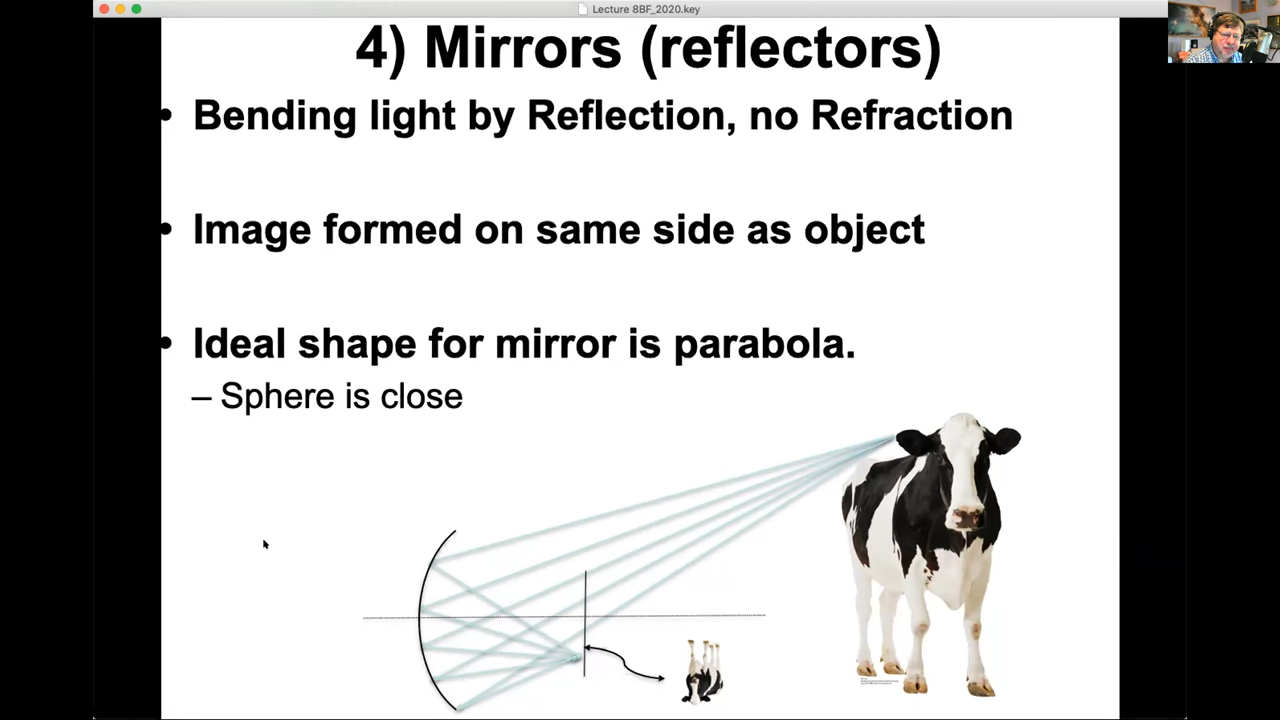 Lecture 8BF_2020.key
4) Mirrors (reflectors)
• Bending light by Reflection, no Refraction
• Image formed on same side as object
• Ideal shape for mirror is parabola.
– Sphere is close